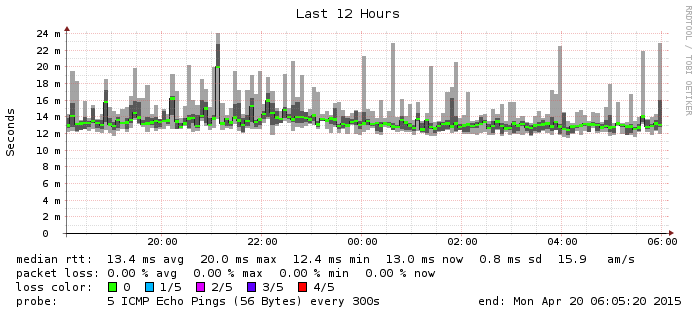 Last 12 Hours
RRDTOOL / TOBI OETIKER
Seconds
24 m
22 m
20 m
18 m
16 m
14 m
12 m
10 m
8 m
6 m
4 m
2 m
0
20:00 22:00 00:00 02:00 04:00 06:00
median rtt: 13.4 ms avg 20.0 ms max 12.4 ms min 13.0 ms now 0.8 ms sd 15.9 am/s
packet loss: 0.00 % avg 0.00 % max 0.00 % min 0.00 % now
loss color: 0 1/5 2/5 3/5 4/5
probe: 5 ICMP Echo Pings (56 Bytes) every 300s end: Mon Apr 20 06:05:20 2015